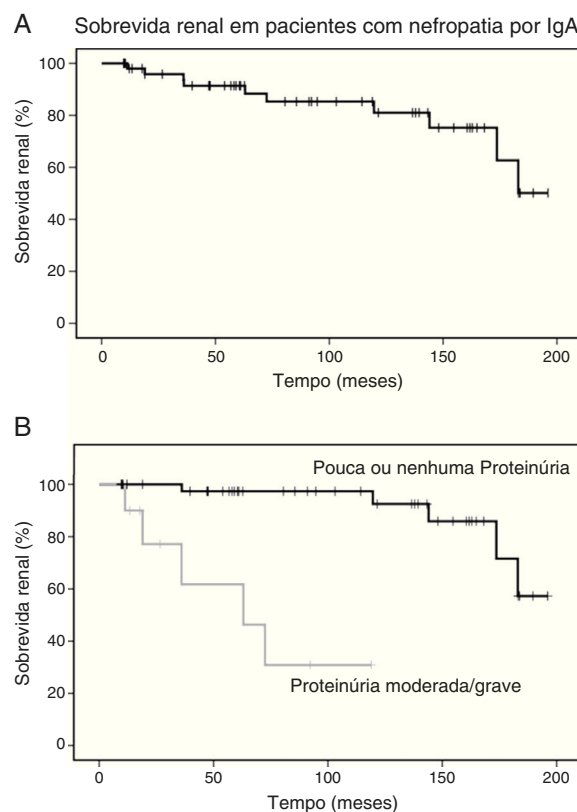 A
Sobrevida renal em pacientes com nefropatia por IgA
Sobrevida renal (%)
100
80
60
40
20
0
0 50 100 150 200
Tempo (meses)
B
Sobrevida renal (%)
100
80
60
40
20
0
Pouca ou nenhuma Proteinúria
Proteinúria moderada/grave
0 50 100 150 200
Tempo (meses)